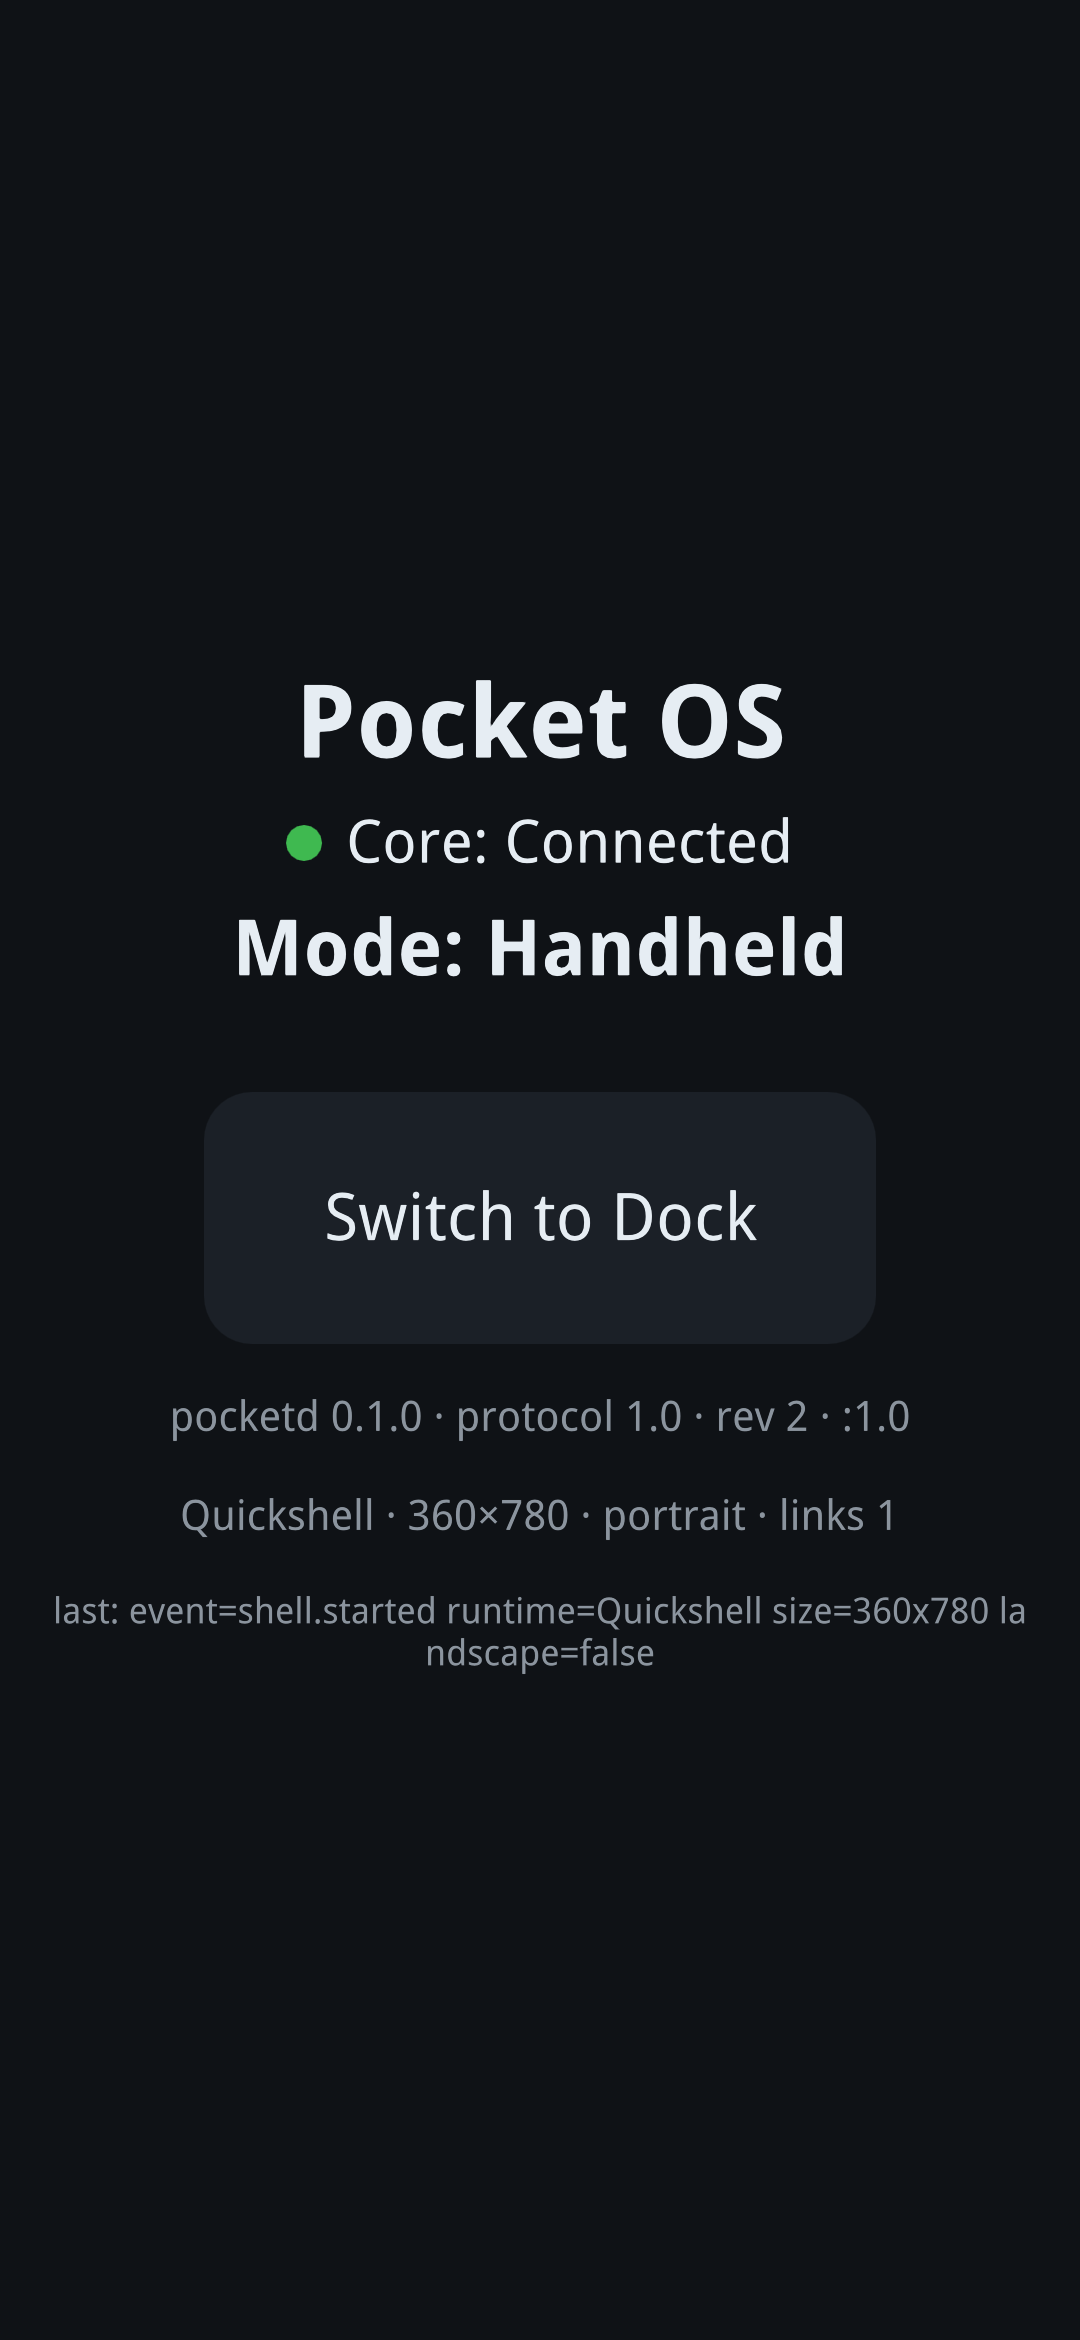 Pocket OS
Core: Connected
Mode: Handheld
Switch to Dock
pocketd 0.1.0 · protocol 1.0 · rev 2 · :1.0
Quickshell · 360×780 · portrait · links 1
last: event=shell.started runtime=Quickshell size=360x780 la
ndscape=false